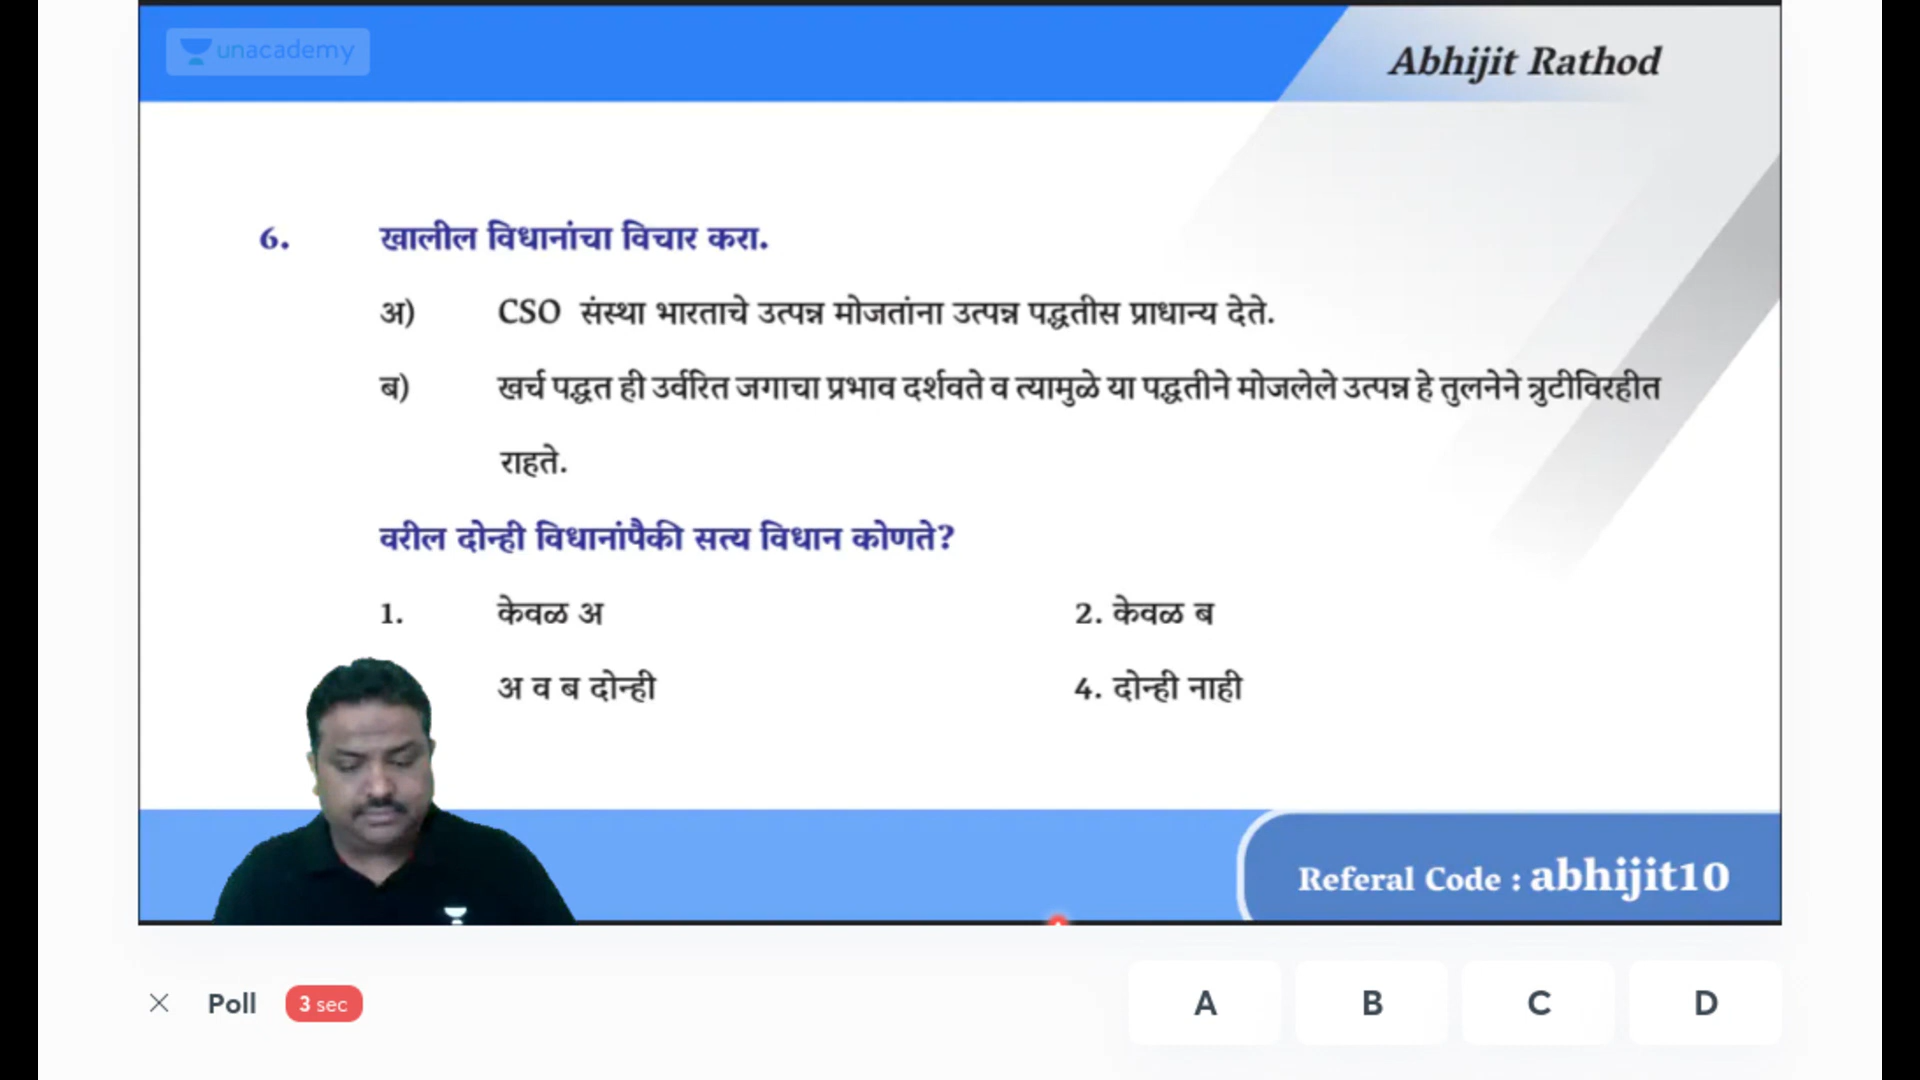 unacademy
Abhijit Rathod
6. खालील विधानांचा विचार करा.
अ) CSO संस्था भारताचे उत्पन्न मोजतांना उत्पन्न पद्धतीस प्राधान्य देते.
ब) खर्च पद्धत ही उर्वरित जगाचा प्रभाव दर्शवते व त्यामुळे या पद्धतीने मोजलेले उत्पन्न हे तुलनेने त्रुटीविरहीत
राहते.
वरील दोन्ही विधानांपैकी सत्य विधान कोणते?
1. केवळ अ 2. केवळ ब
अ व ब दोन्ही 4. दोन्ही नाही
Referal Code : abhijit10
Poll 3 sec A B C D